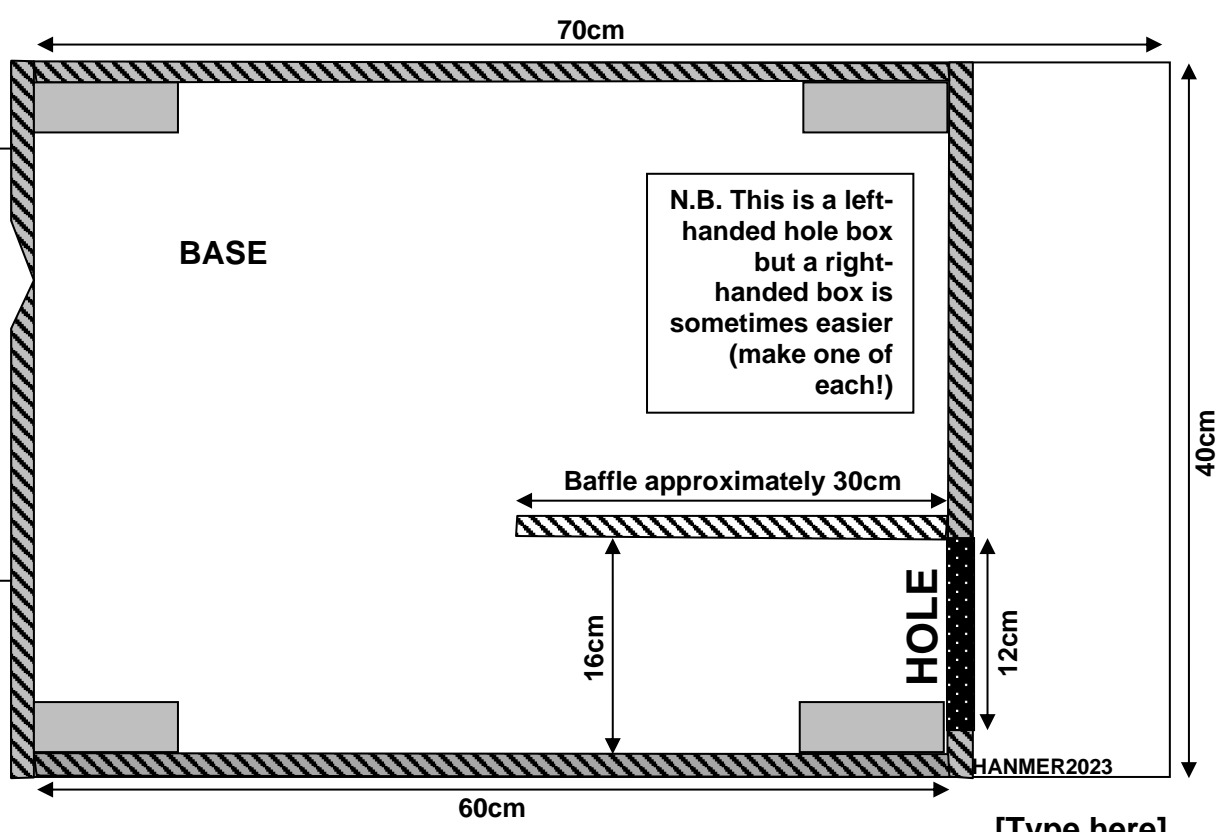 70cm
BASE
N.B. This is a left-
handed hole box
but a right-
handed box is
sometimes easier
(make one of
each!)
40cm
Baffle approximately 30cm
HOLE
16cm
12cm
HANMER2023
60cm
[Type here]